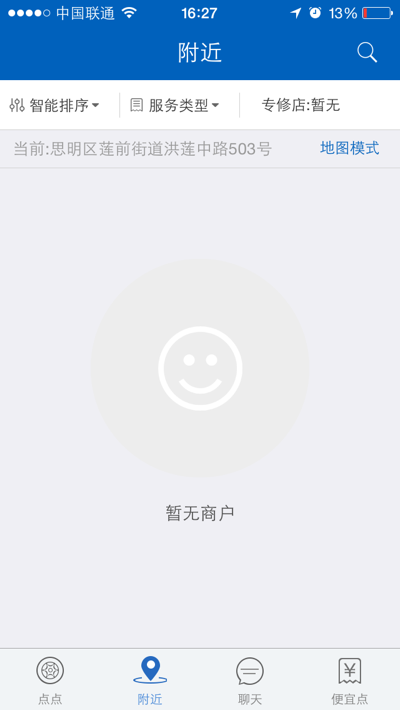 中国联通 16:27 13%
附近
智能排序 服务类型 专修店:暂无
当前:思明区莲前街道洪莲中路503号 地图模式
暂无商户
点点 附近 聊天 便宜点